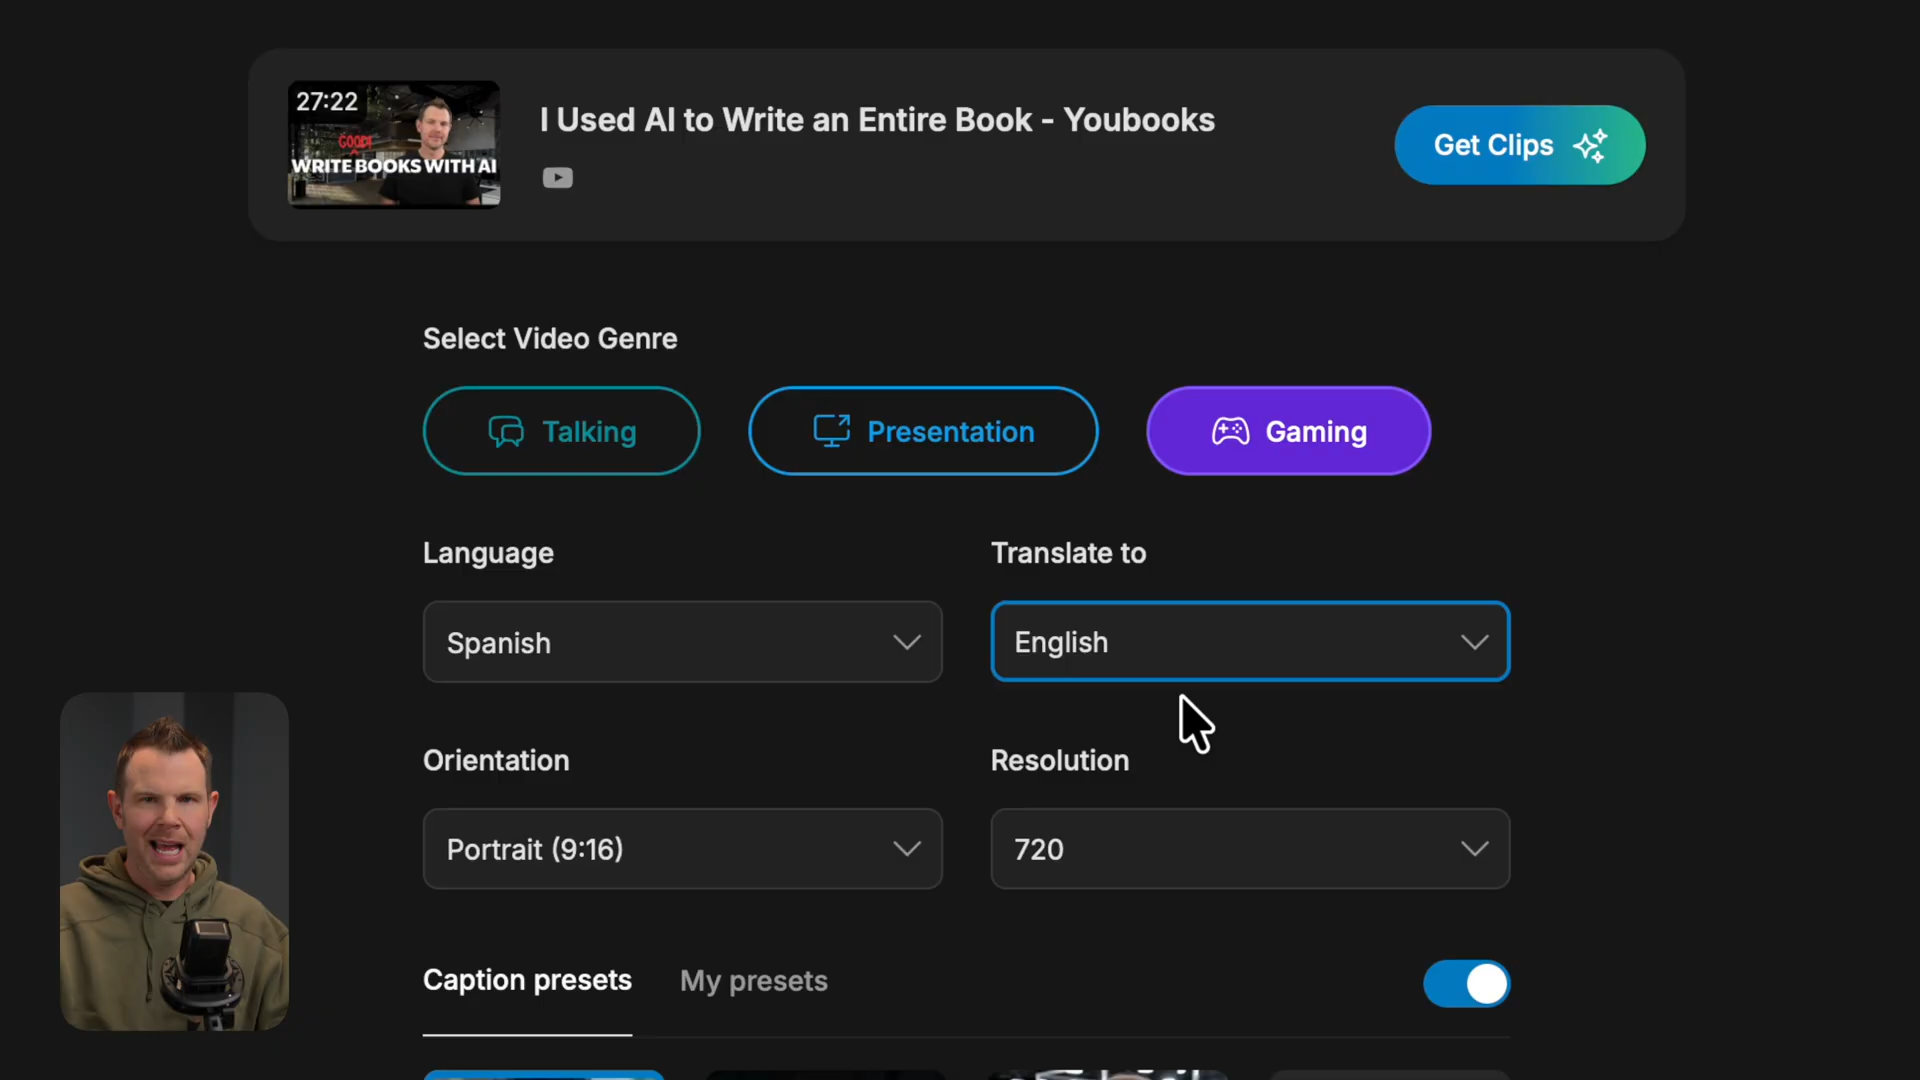 27:22
GOOD!
WRITE BOOKS WITH AI
I Used AI to Write an Entire Book - Youbooks
Get Clips
Select Video Genre
Talking
Presentation
Gaming
Language
Translate to
Spanish
English
Orientation
Resolution
Portrait (9:16)
720
Caption presets
My presets